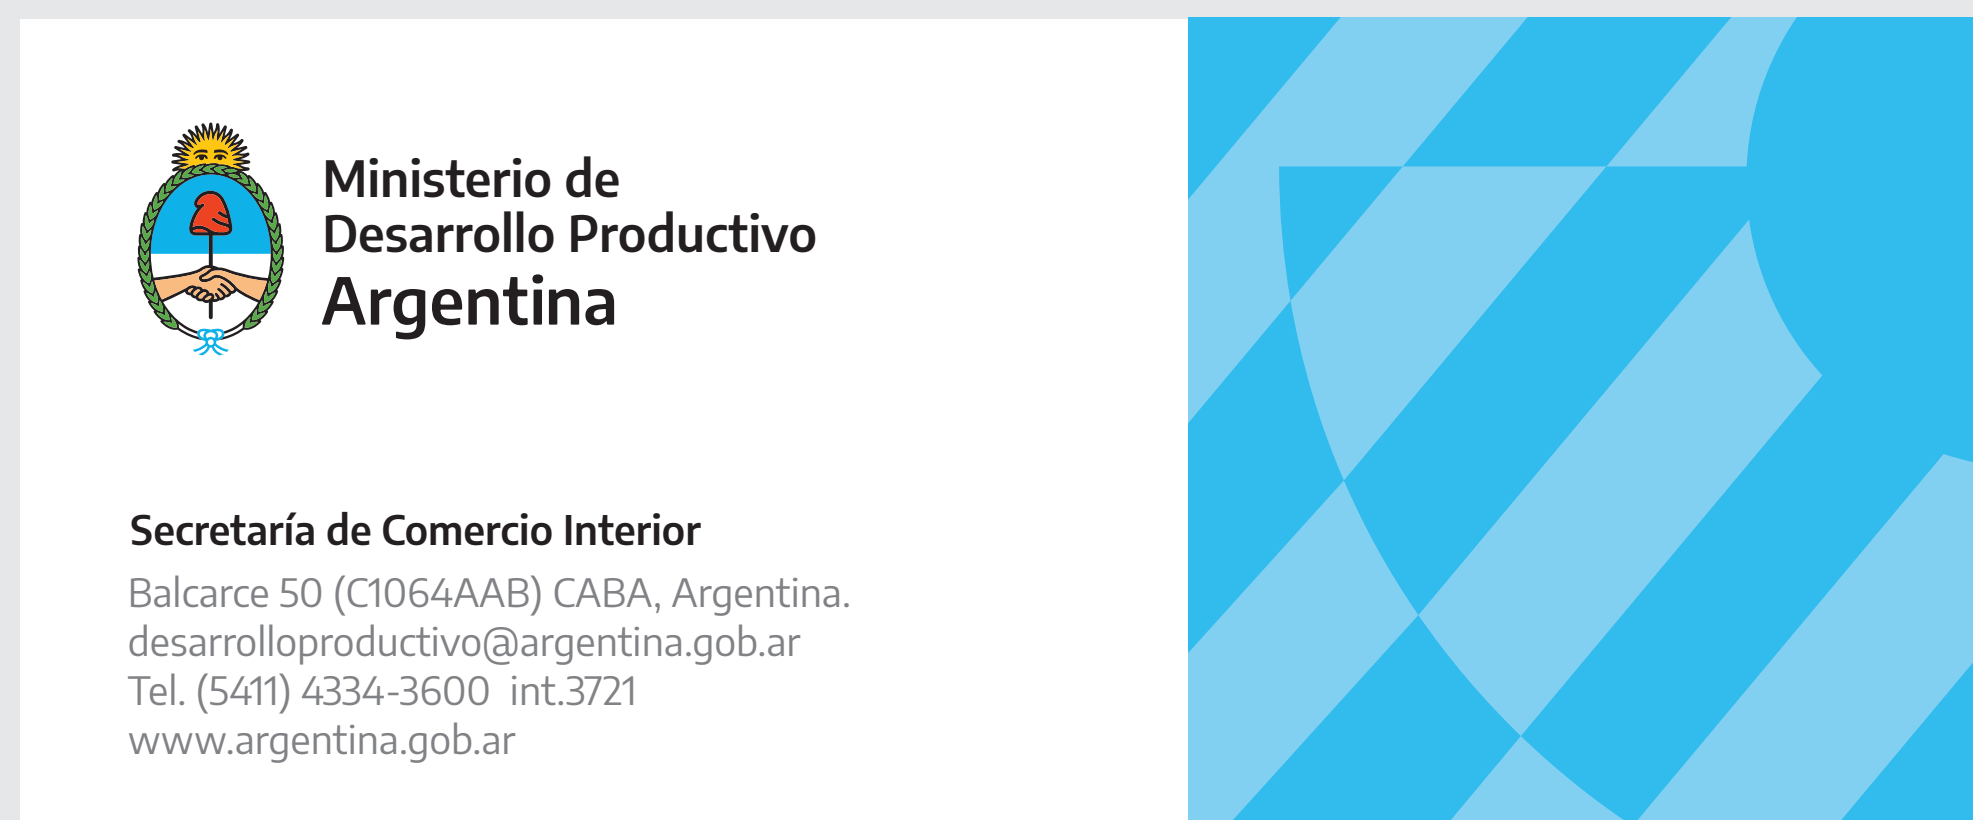 Ministerio de
Desarrollo Productivo
Argentina
Secretaría de Comercio Interior
Balcarce 50 (C1064AAB) CABA, Argentina.
desarrolloproductivo@argentina.gob.ar
Tel. (5411) 4334-3600  int.3721
www.argentina.gob.ar